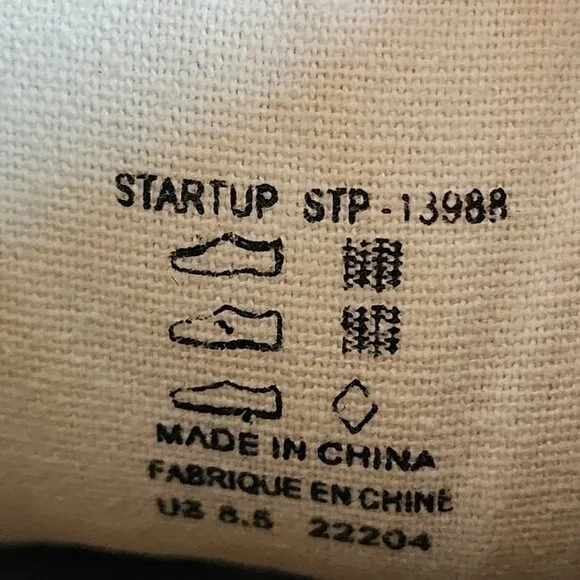 STARTUP STP-13988
MADE IN CHINA
FABRIQUE EN CHINE
US 8.5 22204